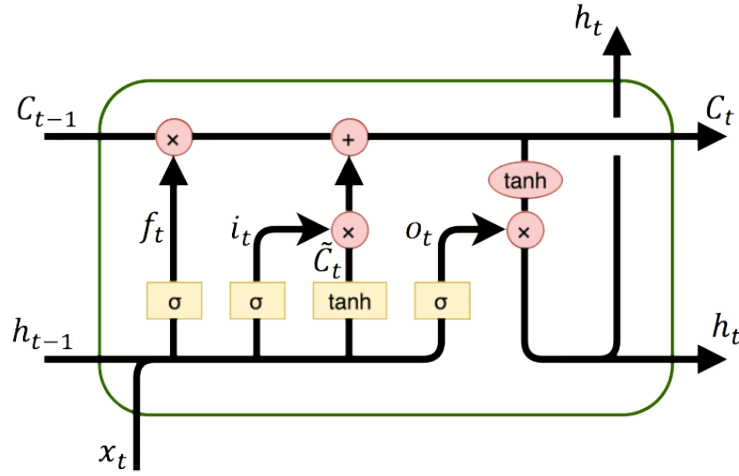 h_t
C_{t-1}
×
+
C_t
tanh
f_t
i_t
×
o_t
×
C̃_t
σ
σ
tanh
σ
h_{t-1}
h_t
x_t